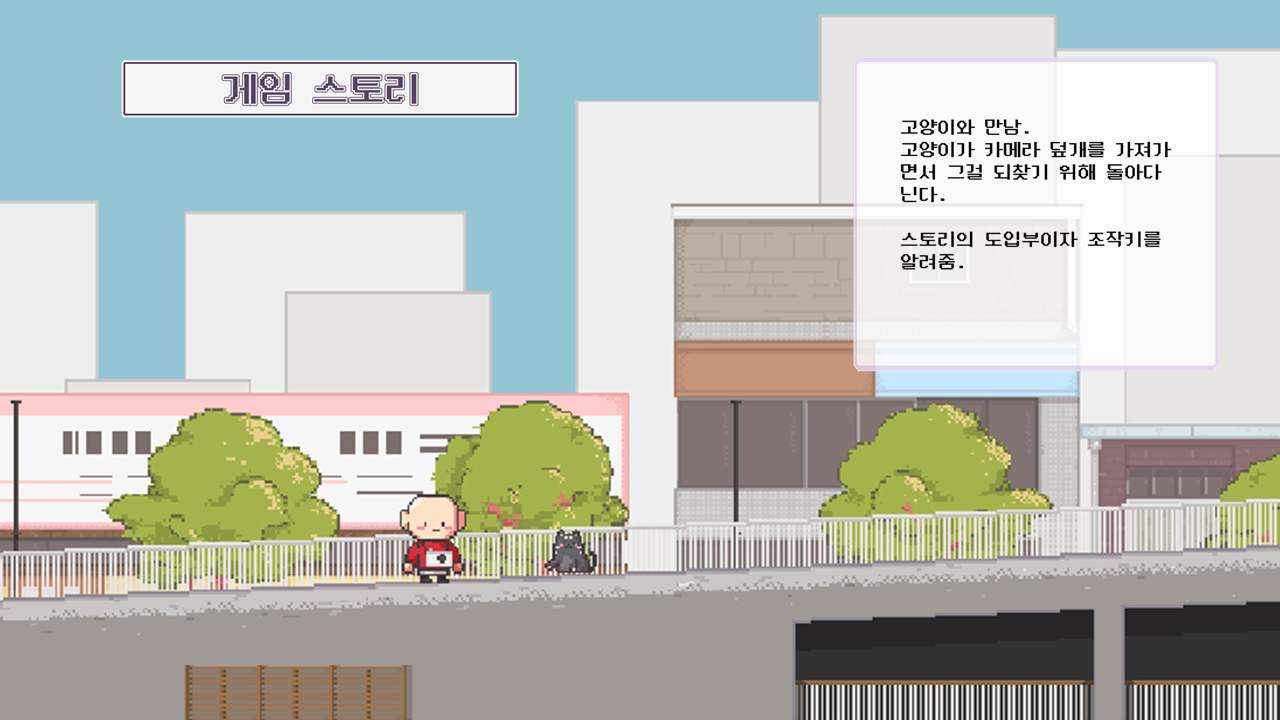 게임 스토리
고양이와 만남.
고양이가 카메라 덮개를 가져가
면서 그걸 되찾기 위해 돌아다
닌다.
스토리의 도입부이자 조작키를
알려줌.